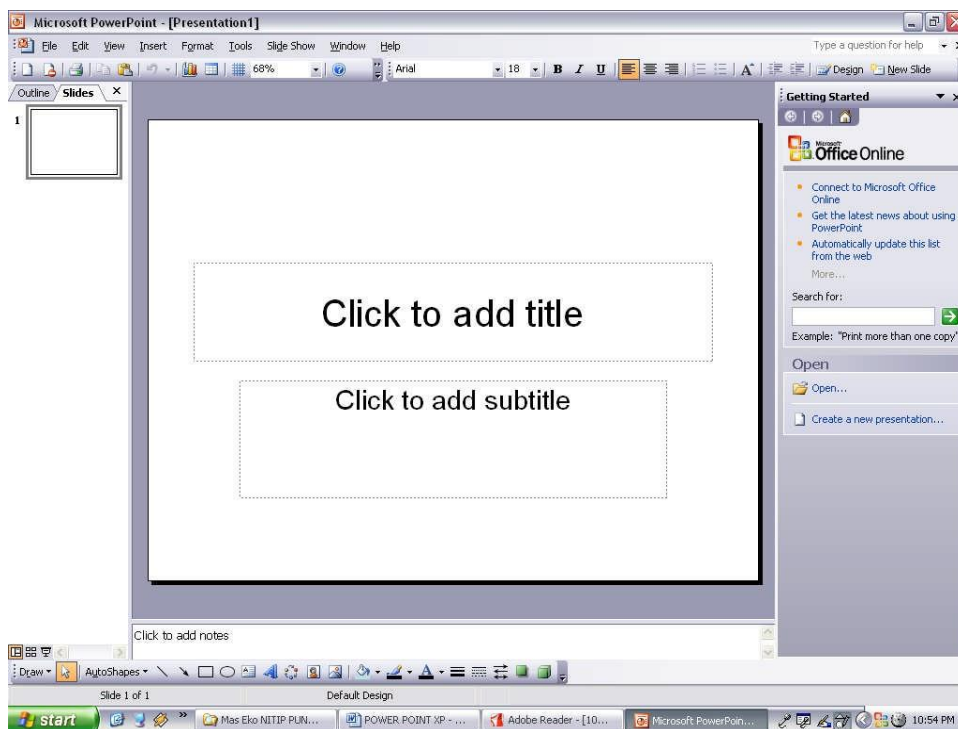 Microsoft PowerPoint - [Presentation1]
File Edit View Insert Format Tools Slide Show Window Help
Type a question for help
68% Arial 18 B I U A Design New Slide
Outline Slides
Getting Started
1
Microsoft
Office Online
Connect to Microsoft Office
Online
Get the latest news about using
PowerPoint
Automatically update this list
from the web
More...
Search for:
Example: "Print more than one copy"
Open
Open...
Create a new presentation...
Click to add title
Click to add subtitle
Click to add notes
Draw AutoShapes A
Slide 1 of 1 Default Design
start Mas Eko NITIP PUN... POWER POINT XP - ... Adobe Reader - [10... Microsoft PowerPoin... 10:54 PM